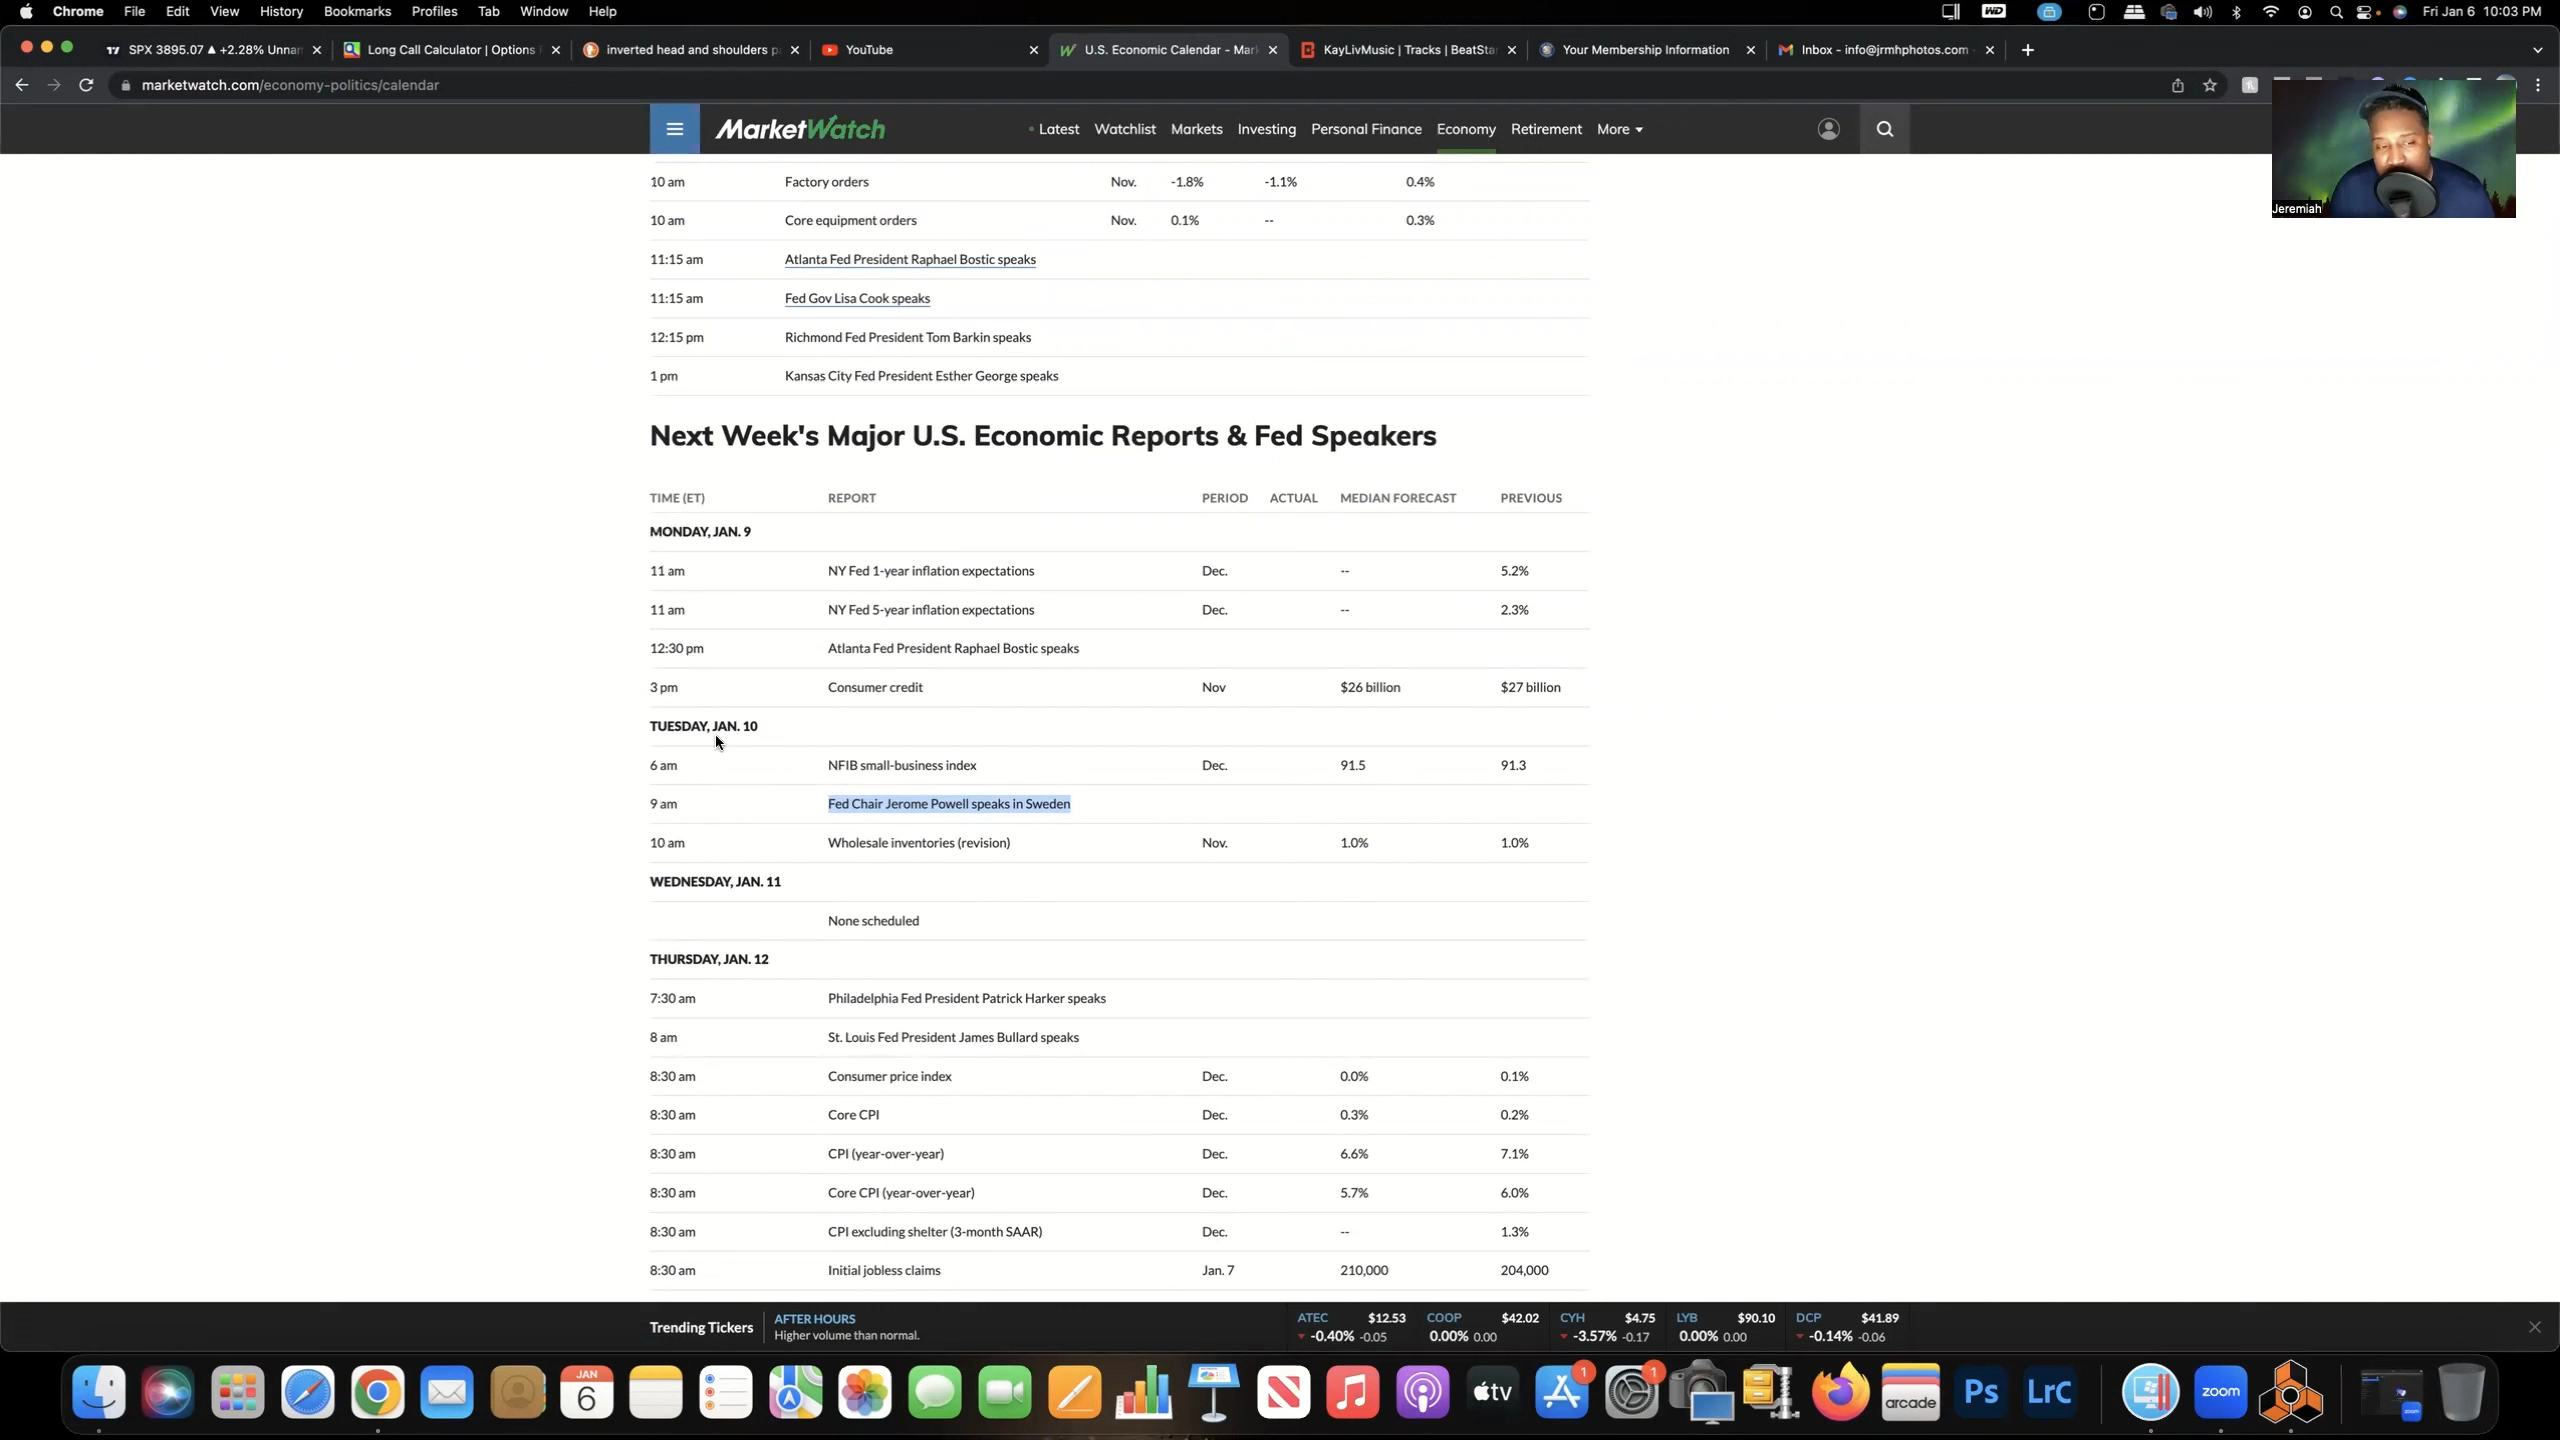 Chrome File Edit View History Bookmarks Profiles Tab Window Help Fri Jan 6 10:03 PM
SPX 3895.07 ▲ +2.28% Unnan Long Call Calculator | Options inverted head and shoulders p YouTube U.S. Economic Calendar - Mark KayLivMusic | Tracks | BeatStar Your Membership Information Inbox - info@jrmhphotos.com
marketwatch.com/economy-politics/calendar
MarketWatch Latest Watchlist Markets Investing Personal Finance Economy Retirement More
Jeremiah
10 am Factory orders Nov. -1.8% -1.1% 0.4%
10 am Core equipment orders Nov. 0.1% -- 0.3%
11:15 am Atlanta Fed President Raphael Bostic speaks
11:15 am Fed Gov Lisa Cook speaks
12:15 pm Richmond Fed President Tom Barkin speaks
1 pm Kansas City Fed President Esther George speaks
Next Week's Major U.S. Economic Reports & Fed Speakers
TIME (ET) REPORT PERIOD ACTUAL MEDIAN FORECAST PREVIOUS
MONDAY, JAN. 9
11 am NY Fed 1-year inflation expectations Dec. -- 5.2%
11 am NY Fed 5-year inflation expectations Dec. -- 2.3%
12:30 pm Atlanta Fed President Raphael Bostic speaks
3 pm Consumer credit Nov $26 billion $27 billion
TUESDAY, JAN. 10
6 am NFIB small-business index Dec. 91.5 91.3
9 am Fed Chair Jerome Powell speaks in Sweden
10 am Wholesale inventories (revision) Nov. 1.0% 1.0%
WEDNESDAY, JAN. 11
None scheduled
THURSDAY, JAN. 12
7:30 am Philadelphia Fed President Patrick Harker speaks
8 am St. Louis Fed President James Bullard speaks
8:30 am Consumer price index Dec. 0.0% 0.1%
8:30 am Core CPI Dec. 0.3% 0.2%
8:30 am CPI (year-over-year) Dec. 6.6% 7.1%
8:30 am Core CPI (year-over-year) Dec. 5.7% 6.0%
8:30 am CPI excluding shelter (3-month SAAR) Dec. -- 1.3%
8:30 am Initial jobless claims Jan. 7 210,000 204,000
Trending Tickers AFTER HOURS ATEC $12.53 COOP $42.02 CYH $4.75 LYB $90.10 DCP $41.89
Higher volume than normal. -0.40% -0.05 0.00% 0.00 -3.57% -0.17 0.00% 0.00 -0.14% -0.06
JAN 6 tv 1 1 arcade Ps LrC zoom